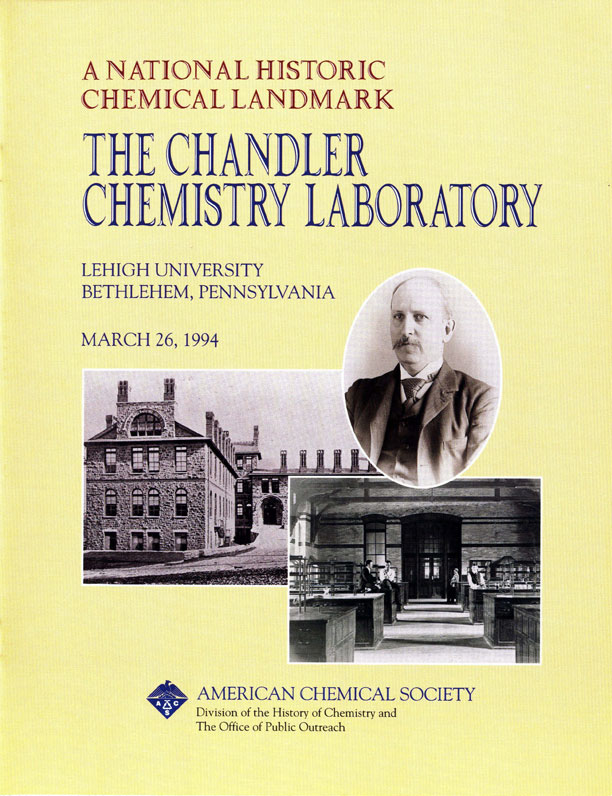 A NATIONAL HISTORIC
CHEMICAL LANDMARK
THE CHANDLER
CHEMISTRY LABORATORY
LEHIGH UNIVERSITY
BETHLEHEM, PENNSYLVANIA
MARCH 26, 1994
A C S
AMERICAN CHEMICAL SOCIETY
Division of the History of Chemistry and
The Office of Public Outreach